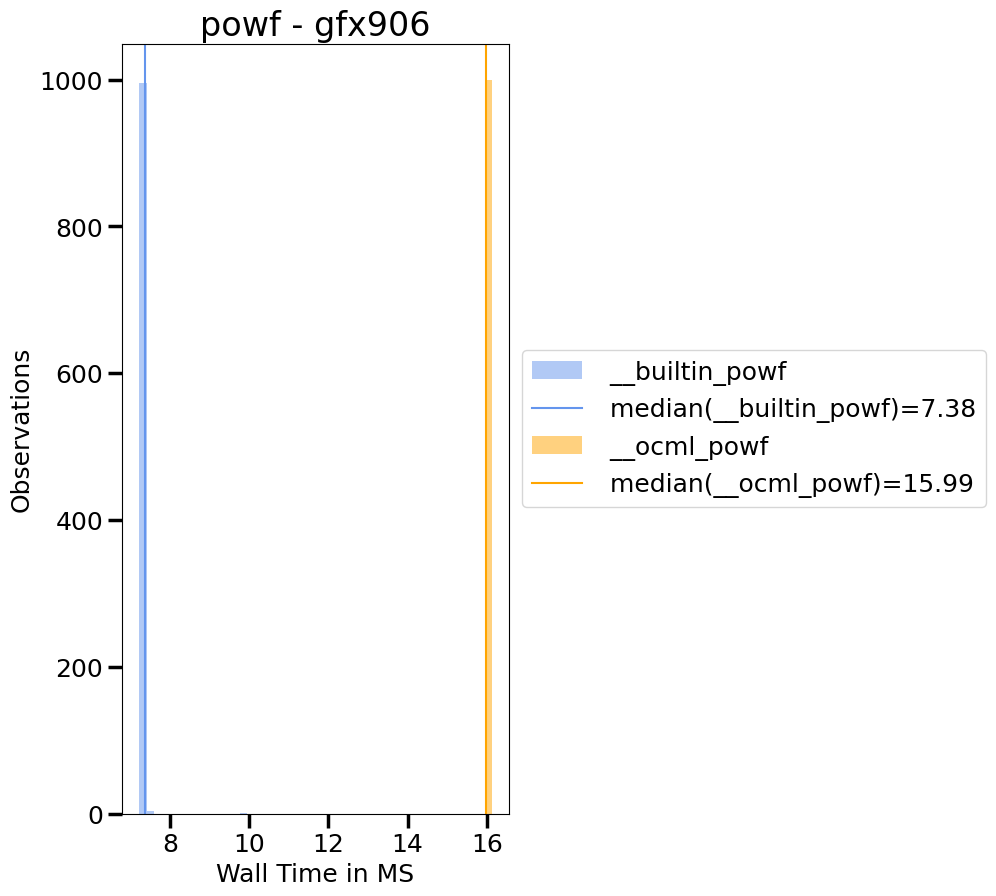 powf - gfx906
1000
800
600
400
200
0
Observations
8 10 12 14 16
Wall Time in MS
__builtin_powf
median(__builtin_powf)=7.38
__ocml_powf
median(__ocml_powf)=15.99